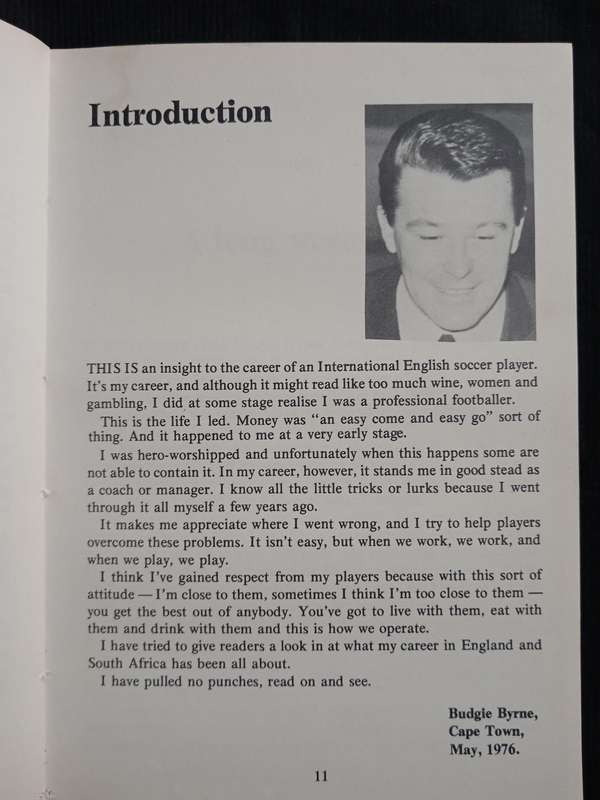 Introduction
THIS IS an insight to the career of an International English soccer player.
It's my career, and although it might read like too much wine, women and
gambling, I did at some stage realise I was a professional footballer.
This is the life I led. Money was "an easy come and easy go" sort of
thing. And it happened to me at a very early stage.
I was hero-worshipped and unfortunately when this happens some are
not able to contain it. In my career, however, it stands me in good stead as
a coach or manager. I know all the little tricks or lurks because I went
through it all myself a few years ago.
It makes me appreciate where I went wrong, and I try to help players
overcome these problems. It isn't easy, but when we work, we work, and
when we play, we play.
I think I've gained respect from my players because with this sort of
attitude — I'm close to them, sometimes I think I'm too close to them —
you get the best out of anybody. You've got to live with them, eat with
them and drink with them and this is how we operate.
I have tried to give readers a look in at what my career in England and
South Africa has been all about.
I have pulled no punches, read on and see.
Budgie Byrne,
Cape Town,
May, 1976.
11